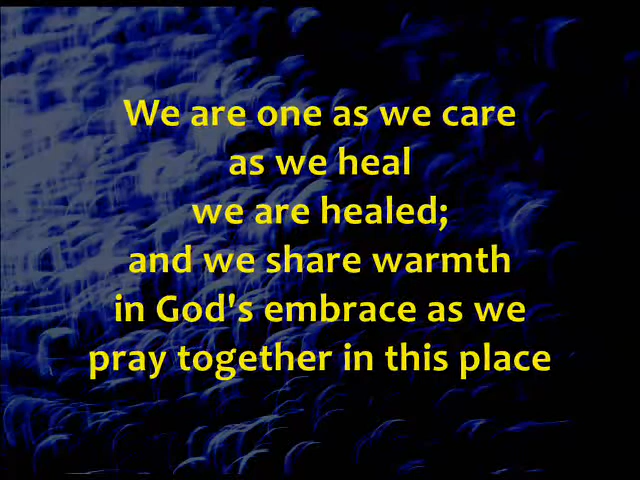 We are one as we care
as we heal
we are healed;
and we share warmth
in God's embrace as we
pray together in this place